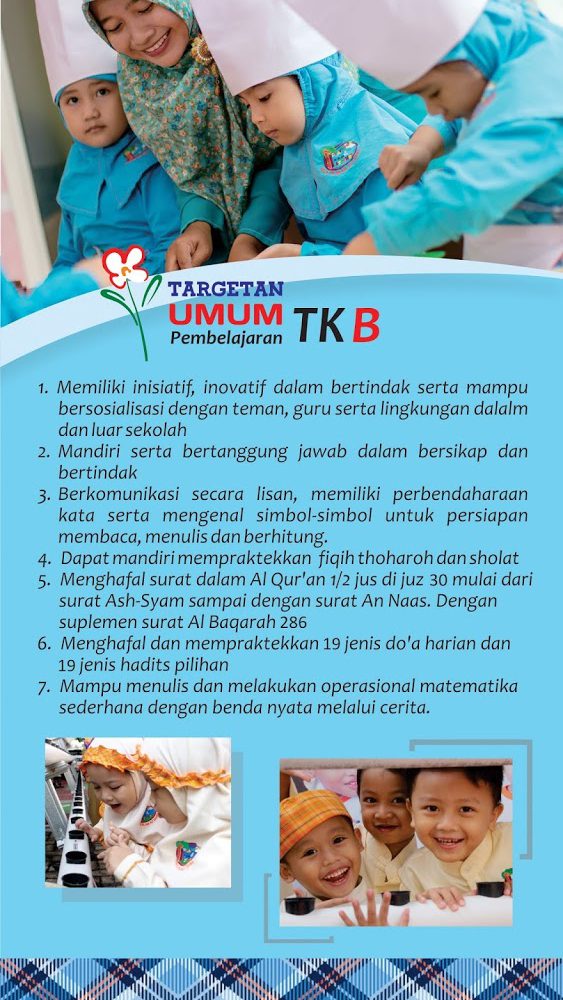 TARGETAN
UMUM
Pembelajaran
TK B
1. Memiliki inisiatif, inovatif dalam bertindak serta mampu
bersosialisasi dengan teman, guru serta lingkungan dalalm
dan luar sekolah
2. Mandiri serta bertanggung jawab dalam bersikap dan
bertindak
3. Berkomunikasi secara lisan, memiliki perbendaharaan
kata serta mengenal simbol-simbol untuk persiapan
membaca, menulis dan berhitung.
4. Dapat mandiri mempraktekkan fiqih thoharoh dan sholat
5. Menghafal surat dalam Al Qur'an 1/2 jus di juz 30 mulai dari
surat Ash-Syam sampai dengan surat An Naas. Dengan
suplemen surat Al Baqarah 286
6. Menghafal dan mempraktekkan 19 jenis do'a harian dan
19 jenis hadits pilihan
7. Mampu menulis dan melakukan operasional matematika
sederhana dengan benda nyata melalui cerita.